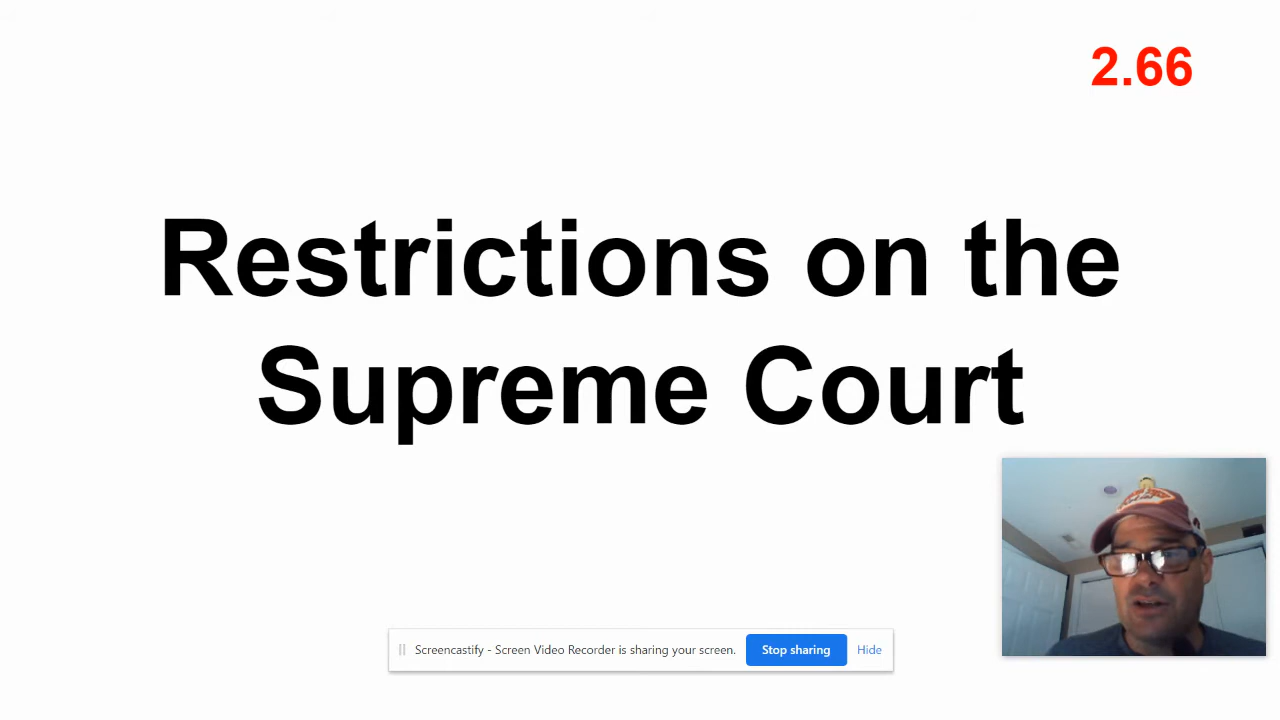 2.66
Restrictions on the
Supreme Court
Screencastify - Screen Video Recorder is sharing your screen. Stop sharing Hide